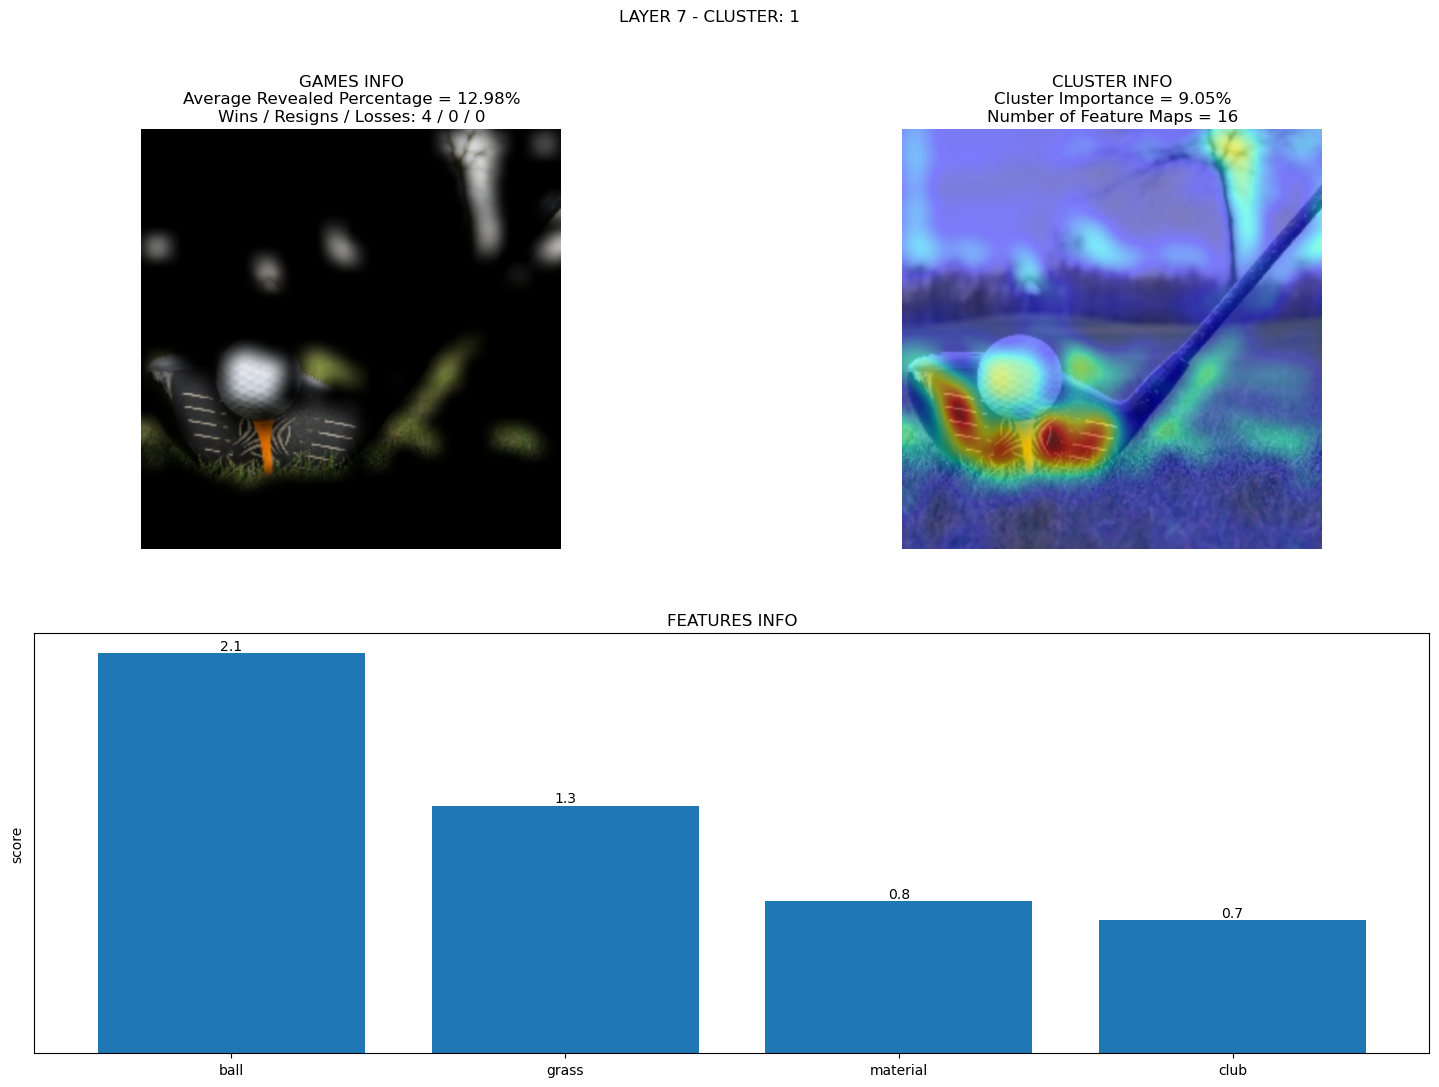 LAYER 7 - CLUSTER: 1
GAMES INFO
Average Revealed Percentage = 12.98%
Wins / Resigns / Losses: 4 / 0 / 0
CLUSTER INFO
Cluster Importance = 9.05%
Number of Feature Maps = 16
FEATURES INFO
score
2.1
1.3
0.8
0.7
ball
grass
material
club